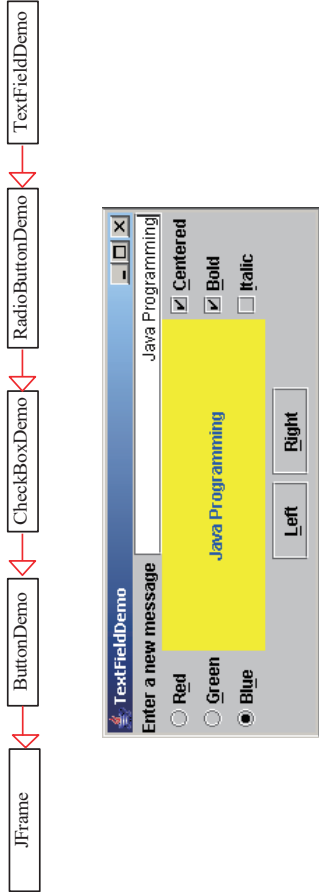 JFrame
ButtonDemo
CheckBoxDemo
RadioButtonDemo
TextFieldDemo
TextFieldDemo
Enter a new message Java Programming
Red
Green
Blue
Java Programming
Centered
Bold
Italic
Left Right